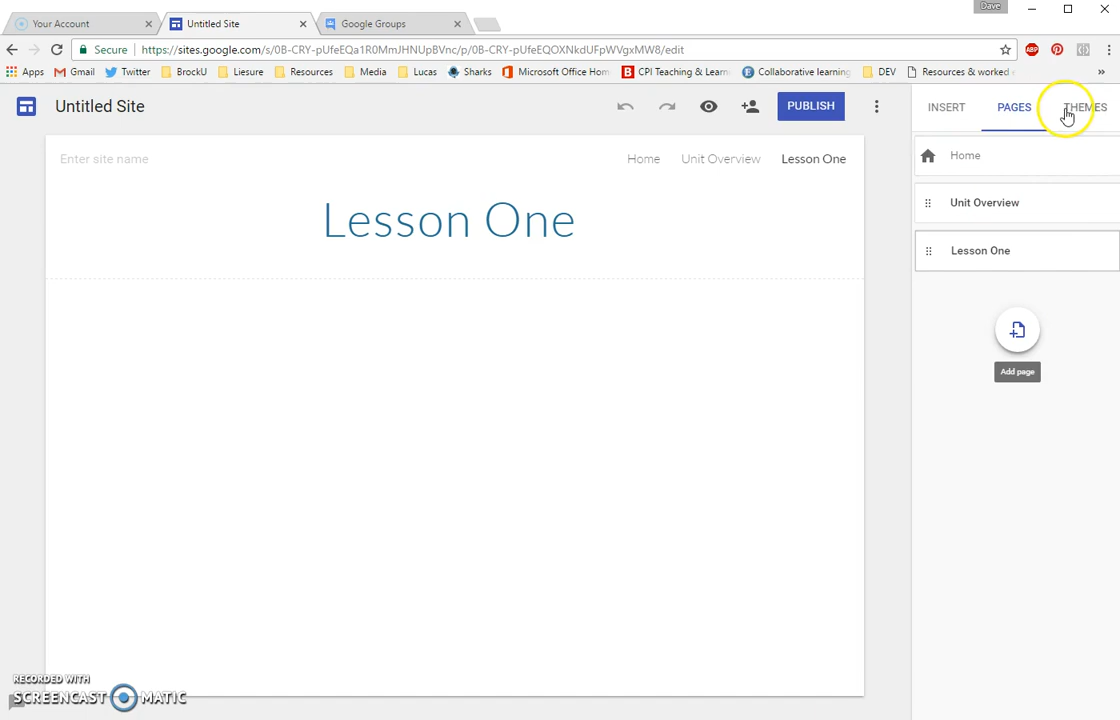 Dave
Your Account
Untitled Site
Google Groups
Secure
https://sites.google.com/s/0B-CRY-pUfeEQa1R0MmJHNUpBVnc/p/0B-CRY-pUfeEQOXNkdUFpWVgxMW8/edit
ABP
Apps
Gmail
Twitter
BrockU
Liesure
Resources
Media
Lucas
Sharks
Microsoft Office Hom
CPI Teaching & Learn
Collaborative learning
DEV
Resources & worked e
Untitled Site
PUBLISH
INSERT
PAGES
THEMES
Enter site name
Home
Unit Overview
Lesson One
Lesson One
Home
Unit Overview
Lesson One
Add page
RECORDED WITH
SCREENCAST MATIC